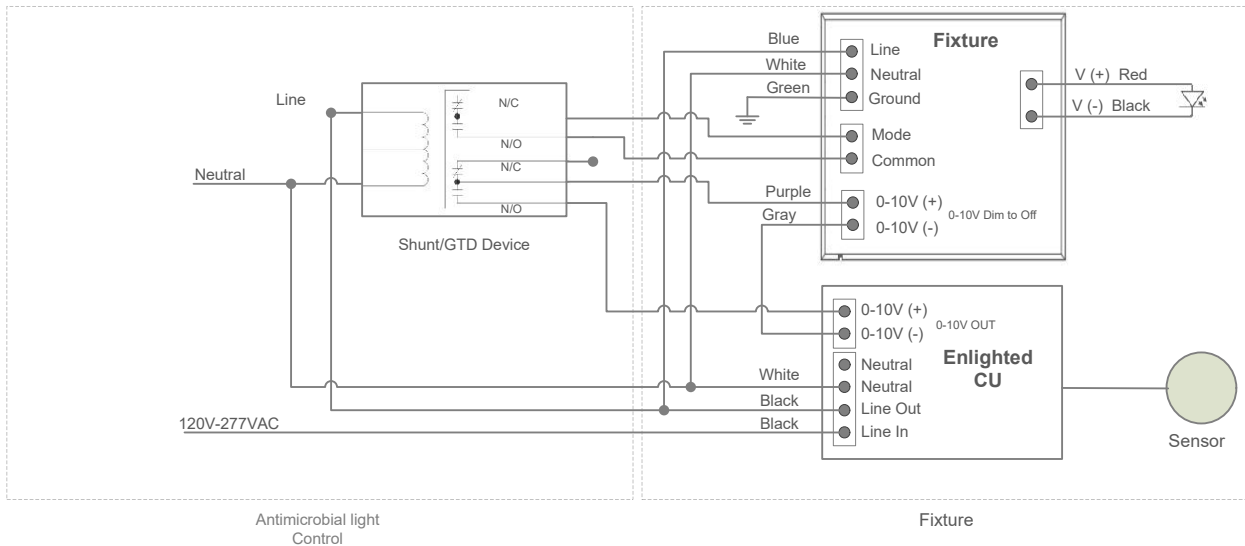 Line
Neutral
120V-277VAC
N/C
N/O
N/C
N/O
Shunt/GTD Device
Blue
White
Green
Purple
Gray
White
Black
Black
Fixture
Line
Neutral
Ground
Mode
Common
0-10V (+)
0-10V (-)
0-10V Dim to Off
V (+) Red
V (-) Black
0-10V (+)
0-10V (-)
0-10V OUT
Neutral
Neutral
Line Out
Line In
Enlighted
CU
Sensor
Antimicrobial light
Control
Fixture